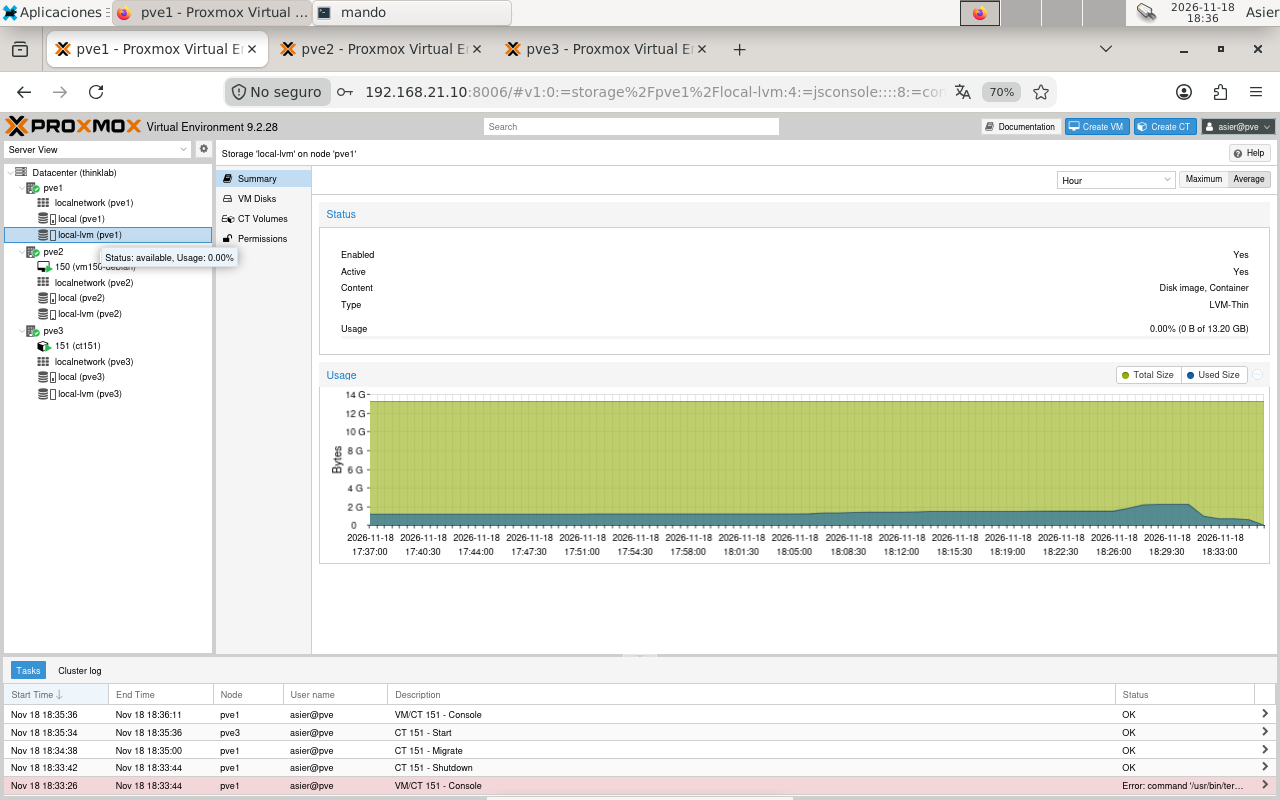 Aplicaciones
pve1 - Proxmox Virtual ...
mando
2026-11-18
18:36
Asier
pve1 - Proxmox Virtual E
pve2 - Proxmox Virtual E
pve3 - Proxmox Virtual E
No seguro
192.168.21.10:8006/#v1:0:=storage%2Fpve1%2Flocal-lvm:4:=jsconsole::::8:=con
70%
PROXMOX Virtual Environment 9.2.28
Search
Documentation
Create VM
Create CT
asier@pve
Server View
Storage 'local-lvm' on node 'pve1'
Help
Datacenter (thinklab)
pve1
localnetwork (pve1)
local (pve1)
local-lvm (pve1)
pve2
150 (vm150-debian)
localnetwork (pve2)
local (pve2)
local-lvm (pve2)
pve3
151 (ct151)
localnetwork (pve3)
local (pve3)
local-lvm (pve3)
Status: available, Usage: 0.00%
Summary
VM Disks
CT Volumes
Permissions
Hour
Maximum
Average
Status
Enabled Yes
Active Yes
Content Disk image, Container
Type LVM-Thin
Usage 0.00% (0 B of 13.20 GB)
Usage
Total Size
Used Size
Bytes
14 G
12 G
10 G
8 G
6 G
4 G
2 G
0
2026-11-18 2026-11-18 2026-11-18 2026-11-18 2026-11-18 2026-11-18 2026-11-18 2026-11-18 2026-11-18 2026-11-18 2026-11-18 2026-11-18 2026-11-18 2026-11-18 2026-11-18 2026-11-18 2026-11-18
17:37:00 17:40:30 17:44:00 17:47:30 17:51:00 17:54:30 17:58:00 18:01:30 18:05:00 18:08:30 18:12:00 18:15:30 18:19:00 18:22:30 18:26:00 18:29:30 18:33:00
Tasks
Cluster log
Start Time End Time Node User name Description Status
Nov 18 18:35:36 Nov 18 18:36:11 pve1 asier@pve VM/CT 151 - Console OK
Nov 18 18:35:34 Nov 18 18:35:36 pve3 asier@pve CT 151 - Start OK
Nov 18 18:34:38 Nov 18 18:35:00 pve1 asier@pve CT 151 - Migrate OK
Nov 18 18:33:42 Nov 18 18:33:44 pve1 asier@pve CT 151 - Shutdown OK
Nov 18 18:33:26 Nov 18 18:33:44 pve1 asier@pve VM/CT 151 - Console Error: command '/usr/bin/ter...